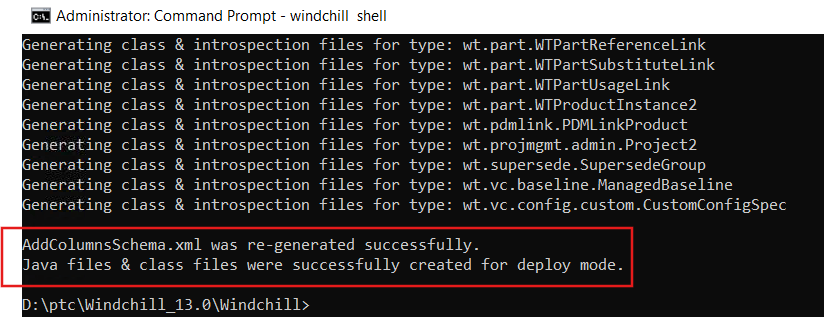 Administrator: Command Prompt - windchill shell
Generating class & introspection files for type: wt.part.WTPartReferenceLink
Generating class & introspection files for type: wt.part.WTPartSubstituteLink
Generating class & introspection files for type: wt.part.WTPartUsageLink
Generating class & introspection files for type: wt.part.WTProductInstance2
Generating class & introspection files for type: wt.pdmlink.PDMLinkProduct
Generating class & introspection files for type: wt.projmgmt.admin.Project2
Generating class & introspection files for type: wt.supersede.SupersedeGroup
Generating class & introspection files for type: wt.vc.baseline.ManagedBaseline
Generating class & introspection files for type: wt.vc.config.custom.CustomConfigSpec
AddColumnsSchema.xml was re-generated successfully.
Java files & class files were successfully created for deploy mode.
D:\ptc\Windchill_13.0\Windchill>